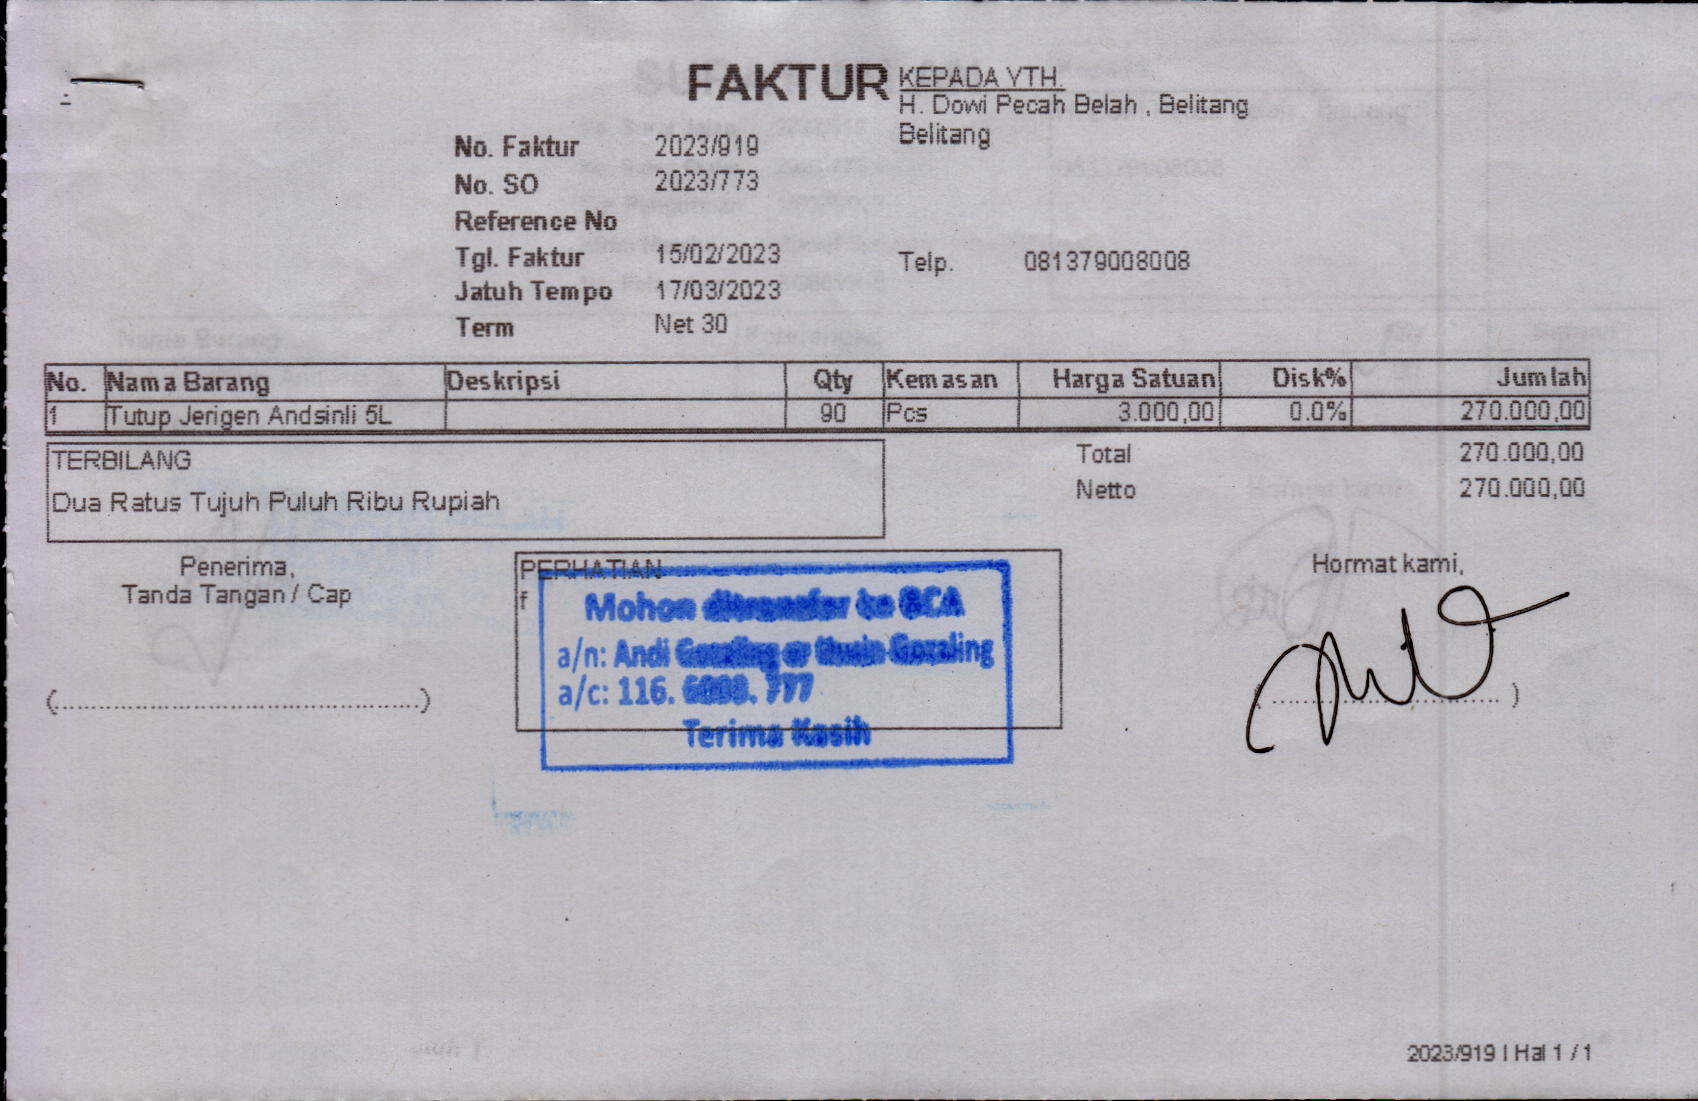 FAKTUR
KEPADA YTH.
H. Dowi Pecah Belah , Belitang
Belitang
No. Faktur 2023/919
No. SO 2023/773
Reference No
Tgl. Faktur 15/02/2023
Telp. 081379008008
Jatuh Tempo 17/03/2023
Term Net 30
No. Nama Barang Deskripsi Qty Kemasan Harga Satuan Disk% Jumlah
1 Tutup Jerigen Andsinli 5L 90 Pcs 3.000,00 0.0% 270.000,00
TERBILANG
Dua Ratus Tujuh Puluh Ribu Rupiah
Total 270.000,00
Netto 270.000,00
Penerima,
Tanda Tangan / Cap
(..........................................................)
PERHATIAN
f
Mohon ditransfer ke BCA
a/n: Andi Gozaling or Gozaling
a/c: 116. 777
Terima Kasih
Hormat kami,
2023/919 | Hal 1 / 1